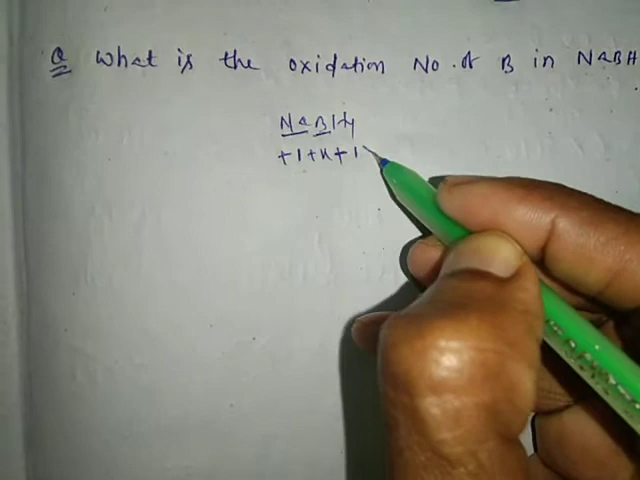 Q What is the oxidation No. of B in NaBH
NaBH4
+1+x+1